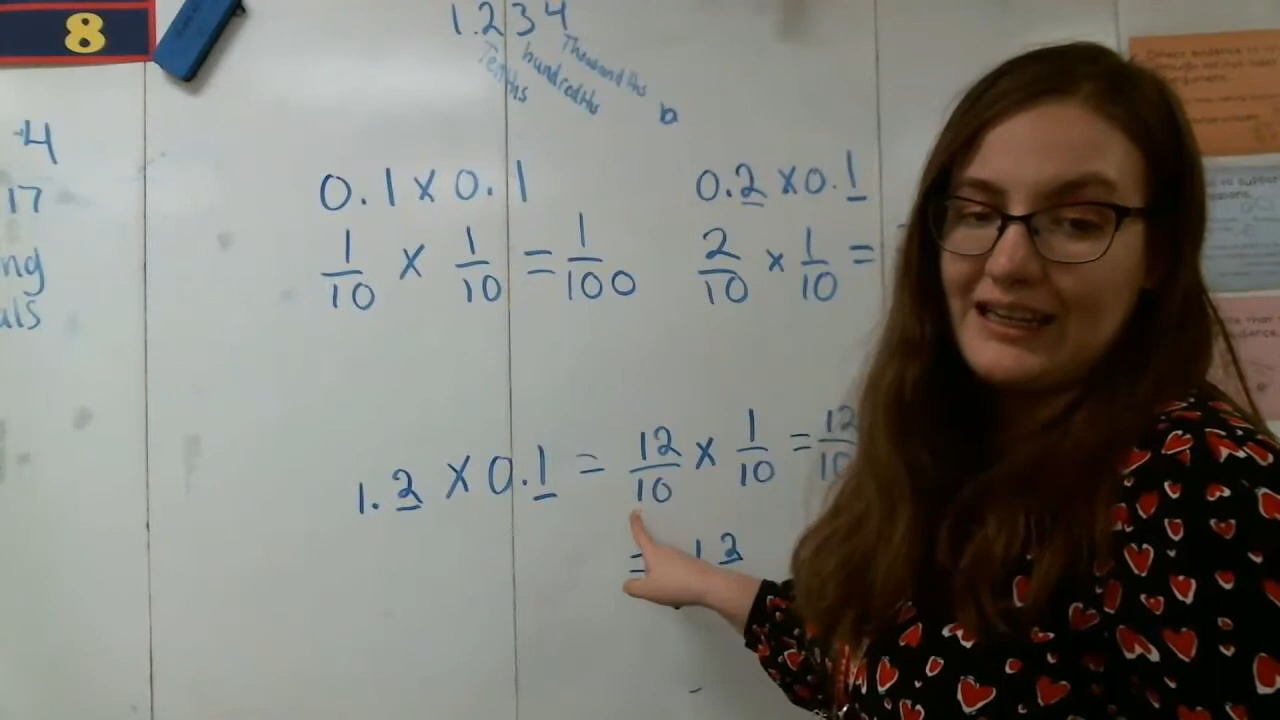 8
1.234
Tenths
hundredths
Thousandths
4
17
ng
als
0.1 x 0.1
1/10 x 1/10 = 1/100
0.2 x 0.1
2/10 x 1/10 =
1.2 x 0.1 = 12/10 x 1/10 = 12/10
= 12